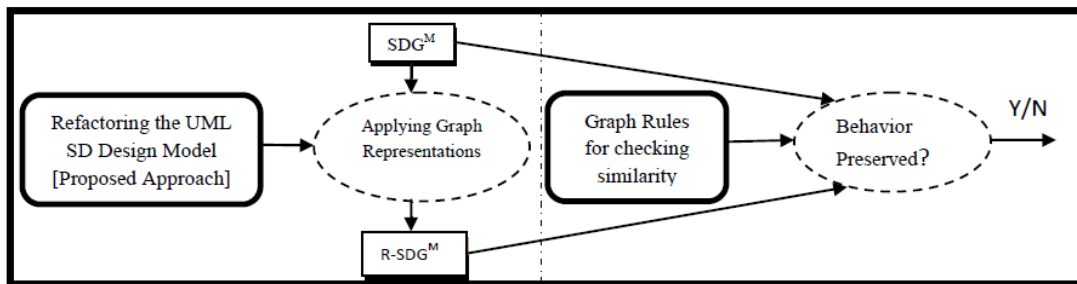 SDG^M
Refactoring the UML
SD Design Model
[Proposed Approach]
Applying Graph
Representations
Graph Rules
for checking
similarity
Behavior
Preserved?
Y/N
R-SDG^M